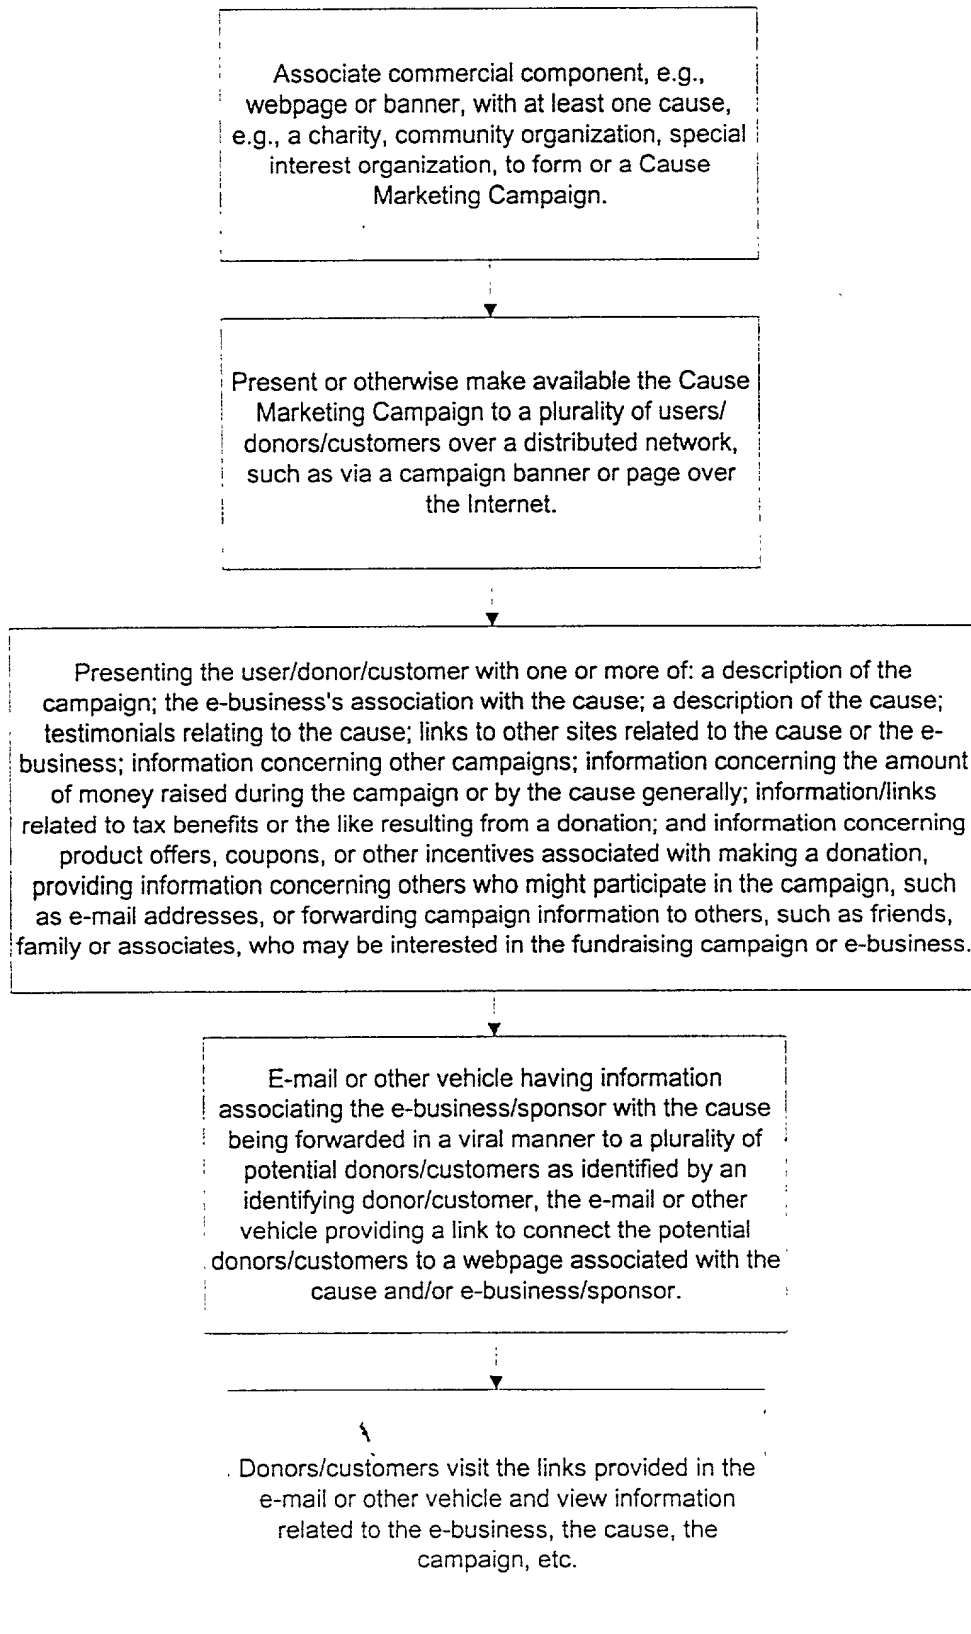 Associate commercial component, e.g.,
webpage or banner, with at least one cause,
e.g., a charity, community organization, special
interest organization, to form or a Cause
Marketing Campaign.
Present or otherwise make available the Cause
Marketing Campaign to a plurality of users/
donors/customers over a distributed network,
such as via a campaign banner or page over
the Internet.
Presenting the user/donor/customer with one or more of: a description of the
campaign; the e-business's association with the cause; a description of the cause;
testimonials relating to the cause; links to other sites related to the cause or the e-
business; information concerning other campaigns; information concerning the amount
of money raised during the campaign or by the cause generally; information/links
related to tax benefits or the like resulting from a donation; and information concerning
product offers, coupons, or other incentives associated with making a donation,
providing information concerning others who might participate in the campaign, such
as e-mail addresses, or forwarding campaign information to others, such as friends,
family or associates, who may be interested in the fundraising campaign or e-business.
E-mail or other vehicle having information
associating the e-business/sponsor with the cause
being forwarded in a viral manner to a plurality of
potential donors/customers as identified by an
identifying donor/customer, the e-mail or other
vehicle providing a link to connect the potential
donors/customers to a webpage associated with the
cause and/or e-business/sponsor.
Donors/customers visit the links provided in the
e-mail or other vehicle and view information
related to the e-business, the cause, the
campaign, etc.